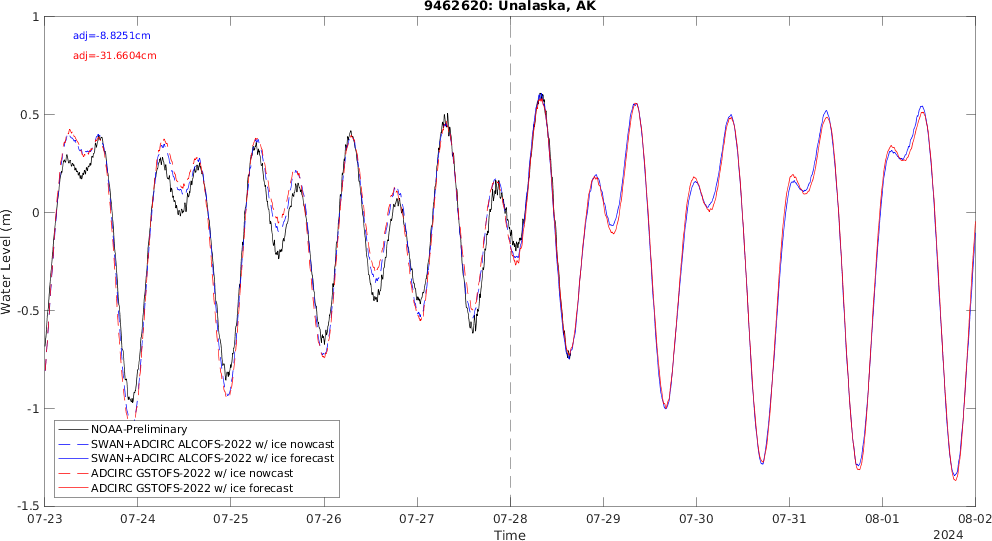 9462620: Unalaska, AK
adj=-8.8251cm
adj=-31.6604cm
Water Level (m)
1
0.5
0
-0.5
-1
-1.5
NOAA-Preliminary
SWAN+ADCIRC ALCOFS-2022 w/ ice nowcast
SWAN+ADCIRC ALCOFS-2022 w/ ice forecast
ADCIRC GSTOFS-2022 w/ ice nowcast
ADCIRC GSTOFS-2022 w/ ice forecast
07-23 07-24 07-25 07-26 07-27 07-28 07-29 07-30 07-31 08-01 08-02
Time
2024